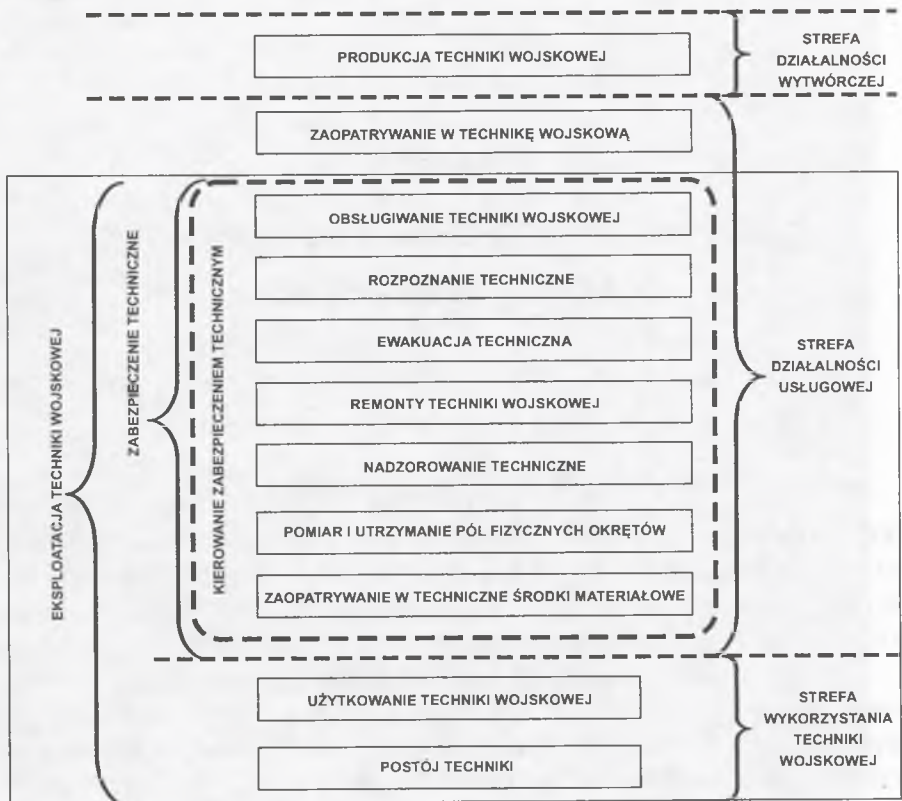 PRODUKCJA TECHNIKI WOJSKOWEJ
STREFA
DZIAŁALNOŚCI
WYTWÓRCZEJ
ZAOPATRYWANIE W TECHNIKĘ WOJSKOWĄ
EKSPLOATACJA TECHNIKI WOJSKOWEJ
ZABEZPIECZENIE TECHNICZNE
KIEROWANIE ZABEZPIECZENIEM TECHNICZNYM
OBSŁUGIWANIE TECHNIKI WOJSKOWEJ
ROZPOZNANIE TECHNICZNE
EWAKUACJA TECHNICZNA
REMONTY TECHNIKI WOJSKOWEJ
NADZOROWANIE TECHNICZNE
POMIAR I UTRZYMANIE PÓL FIZYCZNYCH OKRĘTÓW
ZAOPATRYWANIE W TECHNICZNE ŚRODKI MATERIAŁOWE
STREFA
DZIAŁALNOŚCI
USŁUGOWEJ
UŻYTKOWANIE TECHNIKI WOJSKOWEJ
POSTÓJ TECHNIKI
STREFA
WYKORZYSTANIA
TECHNIKI
WOJSKOWEJ